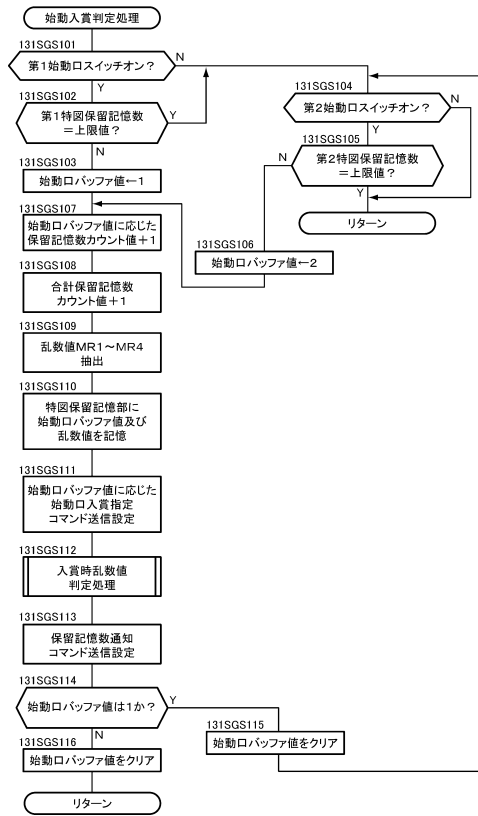 始動入賞判定処理
131SGS101
第1始動口スイッチオン？
N
Y
131SGS102
第1特図保留記憶数
＝上限値？
Y
N
131SGS103
始動口バッファ値←1
131SGS104
第2始動口スイッチオン？
N
Y
131SGS105
第2特図保留記憶数
＝上限値？
N
Y
リターン
131SGS106
始動口バッファ値←2
131SGS107
始動口バッファ値に応じた
保留記憶数カウント値＋1
131SGS108
合計保留記憶数
カウント値＋1
131SGS109
乱数値MR1～MR4
抽出
131SGS110
特図保留記憶部に
始動口バッファ値及び
乱数値を記憶
131SGS111
始動口バッファ値に応じた
始動口入賞指定
コマンド送信設定
131SGS112
入賞時乱数値
判定処理
131SGS113
保留記憶数通知
コマンド送信設定
131SGS114
始動口バッファ値は1か？
Y
N
131SGS115
始動口バッファ値をクリア
131SGS116
始動口バッファ値をクリア
リターン